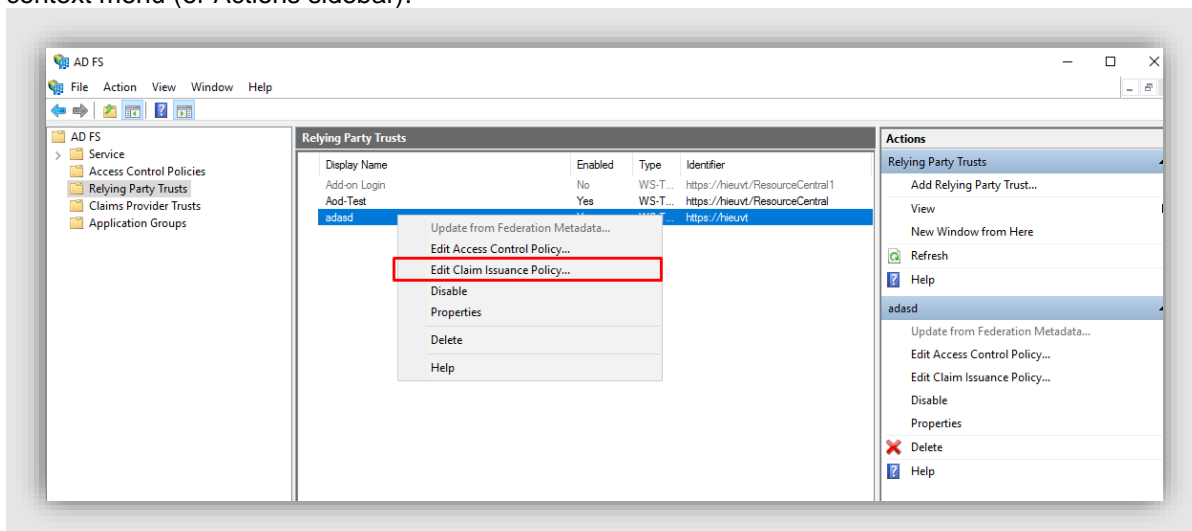 context menu (or Actions sidebar).
AD FS
File Action View Window Help
AD FS
Service
Access Control Policies
Relying Party Trusts
Claims Provider Trusts
Application Groups
Relying Party Trusts
Display Name Enabled Type Identifier
Add-on Login No WS-T... https://hieuvt/ResourceCentral1
Aod-Test Yes WS-T... https://hieuvt/ResourceCentral
adasd https://hieuvt
Update from Federation Metadata...
Edit Access Control Policy...
Edit Claim Issuance Policy...
Disable
Properties
Delete
Help
Actions
Relying Party Trusts
Add Relying Party Trust...
View
New Window from Here
Refresh
Help
adasd
Update from Federation Metadata...
Edit Access Control Policy...
Edit Claim Issuance Policy...
Disable
Properties
Delete
Help